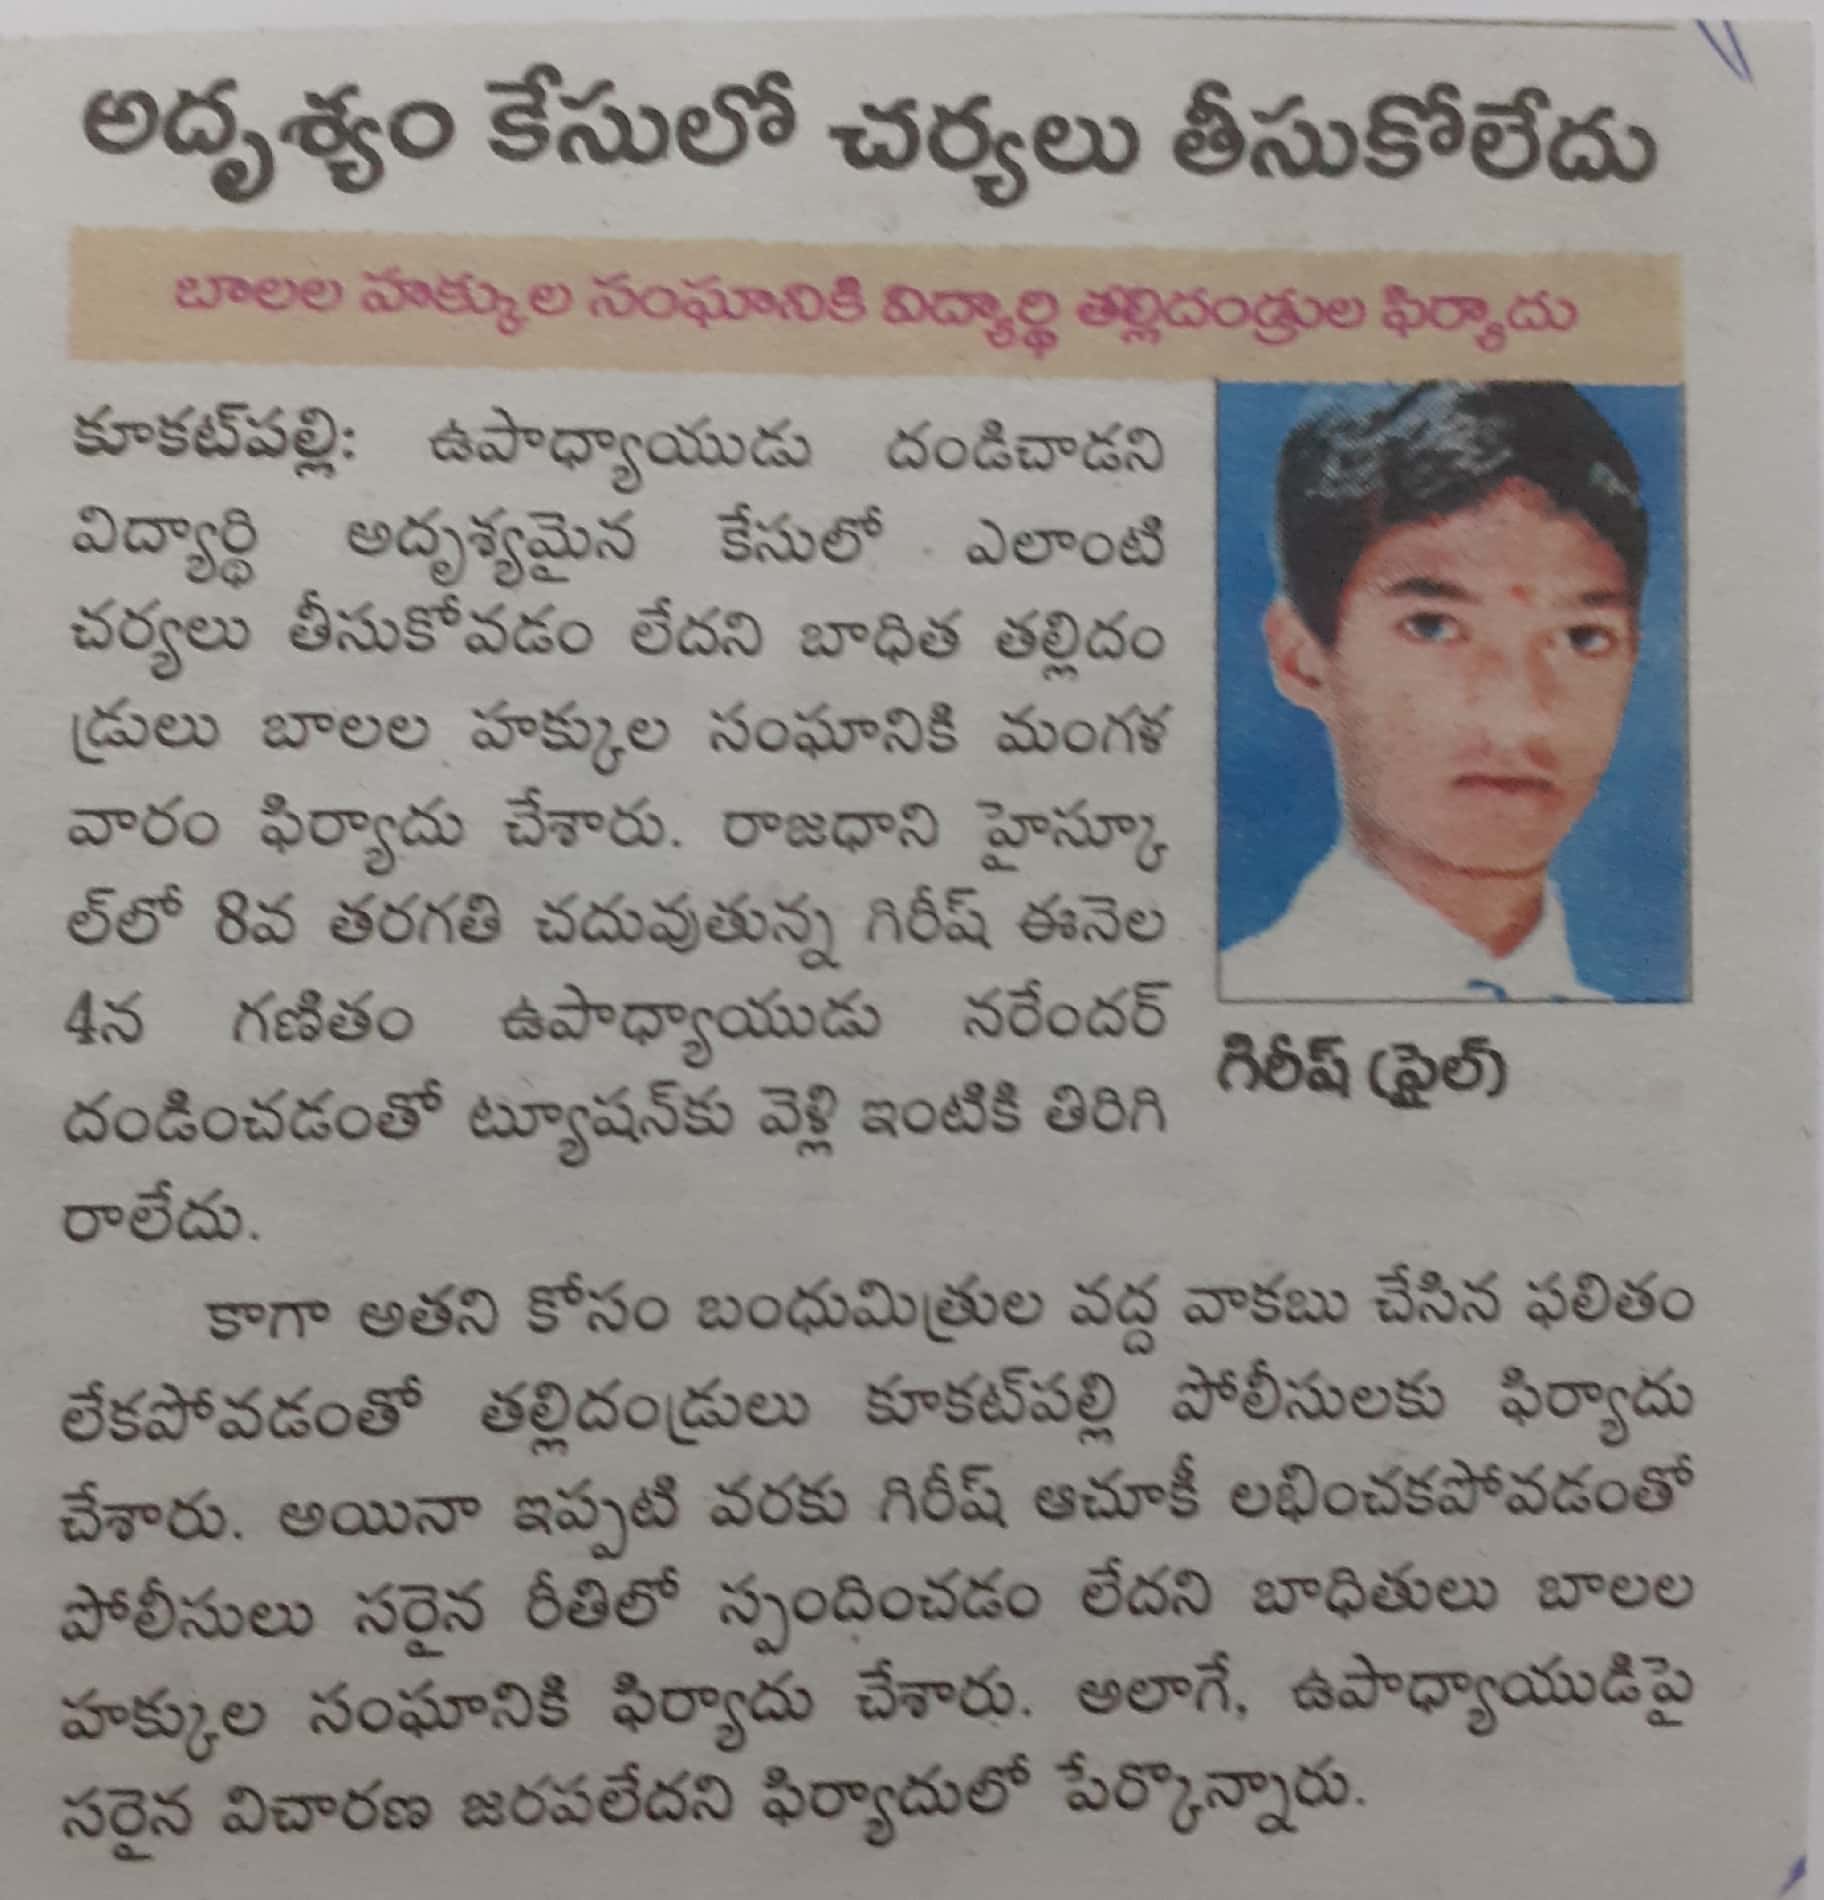 అదృశ్యం కేసులో చర్యలు తీసుకోలేదు
బాలల హక్కుల సంఘానికి విద్యార్థి తల్లిదండ్రుల ఫిర్యాదు
కూకట్‌పల్లి: ఉపాధ్యాయుడు దండిచాడని
విద్యార్థి అదృశ్యమైన కేసులో ఎలాంటి
చర్యలు తీసుకోవడం లేదని బాధిత తల్లిదం
డ్రులు బాలల హక్కుల సంఘానికి మంగళ
వారం ఫిర్యాదు చేశారు. రాజధాని హైస్కూ
ల్‌లో 8వ తరగతి చదువుతున్న గిరీష్ ఈనెల
4న గణితం ఉపాధ్యాయుడు నరేందర్
దండించడంతో ట్యూషన్‌కు వెళ్లి ఇంటికి తిరిగి
రాలేదు.
గిరీష్ (ఫైల్)
కాగా అతని కోసం బంధుమిత్రుల వద్ద వాకబు చేసిన ఫలితం
లేకపోవడంతో తల్లిదండ్రులు కూకట్‌పల్లి పోలీసులకు ఫిర్యాదు
చేశారు. అయినా ఇప్పటి వరకు గిరీష్ ఆచూకీ లభించకపోవడంతో
పోలీసులు సరైన రీతిలో స్పందించడం లేదని బాధితులు బాలల
హక్కుల సంఘానికి ఫిర్యాదు చేశారు. అలాగే, ఉపాధ్యాయుడిపై
సరైన విచారణ జరపలేదని ఫిర్యాదులో పేర్కొన్నారు.